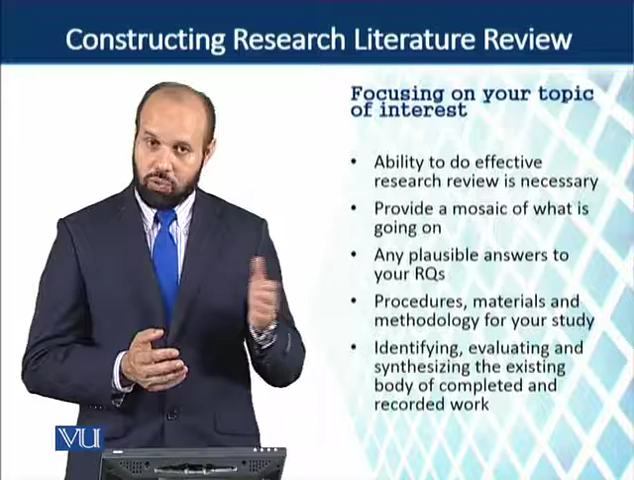 Constructing Research Literature Review
Focusing on your topic
of interest
• Ability to do effective
research review is necessary
• Provide a mosaic of what is
going on
• Any plausible answers to
your RQs
• Procedures, materials and
methodology for your study
• Identifying, evaluating and
synthesizing the existing
body of completed and
recorded work
VU